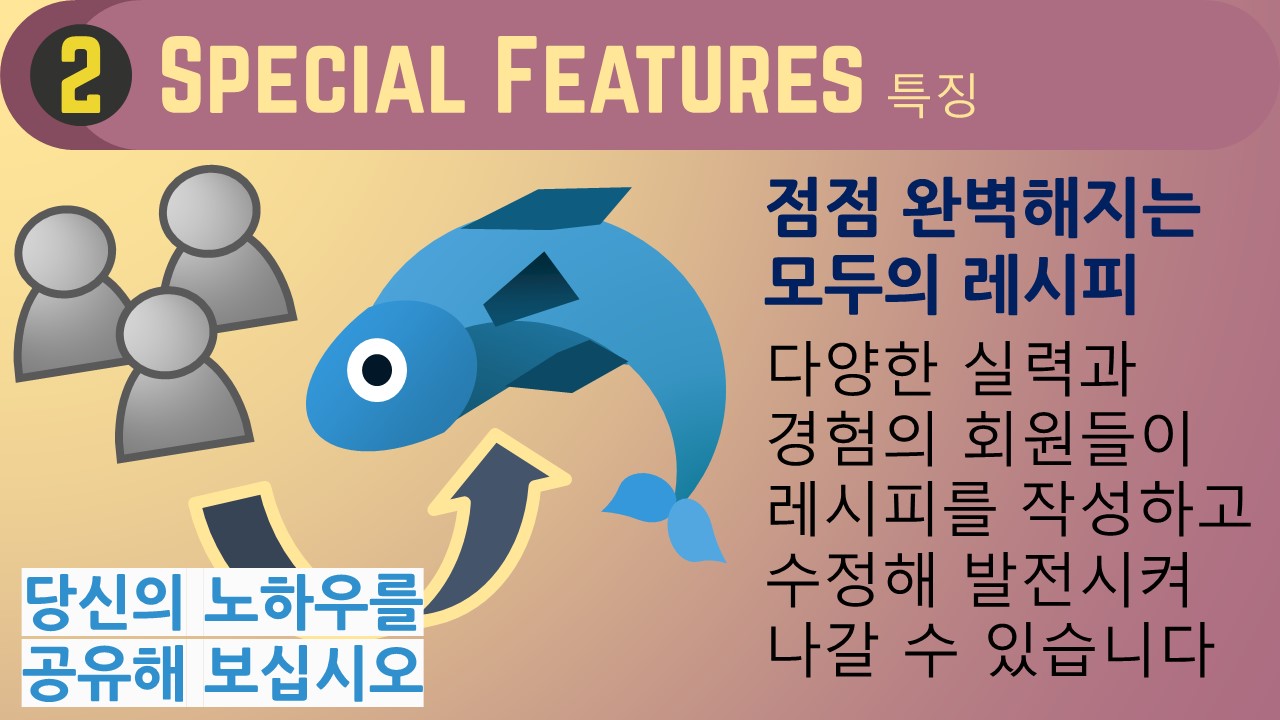 2 SPECIAL FEATURES 특징
점점 완벽해지는
모두의 레시피
다양한 실력과
경험의 회원들이
레시피를 작성하고
수정해 발전시켜
나갈 수 있습니다
당신의 노하우를
공유해 보십시오